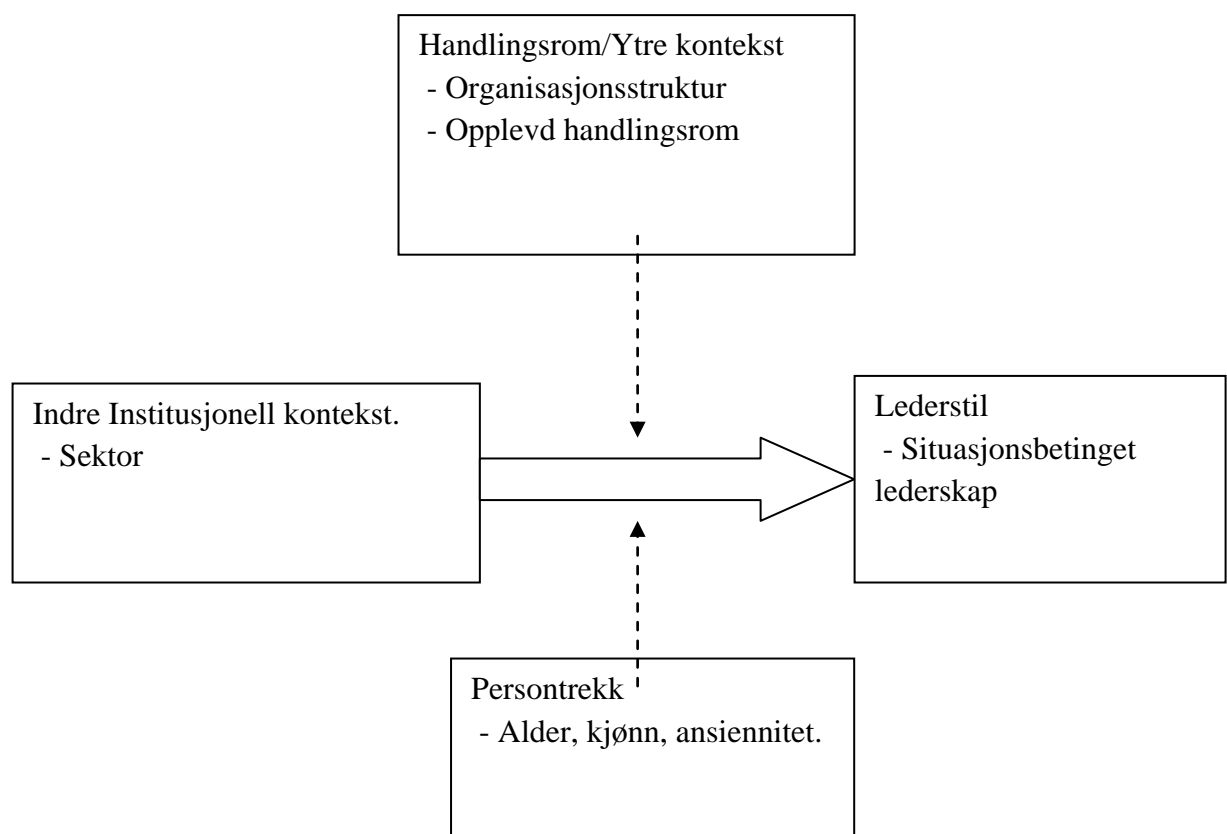 Handlingsrom/Ytre kontekst
- Organisasjonsstruktur
- Opplevd handlingsrom
Indre Institusjonell kontekst.
- Sektor
Lederstil
- Situasjonsbetinget
lederskap
Persontrekk
- Alder, kjønn, ansiennitet.